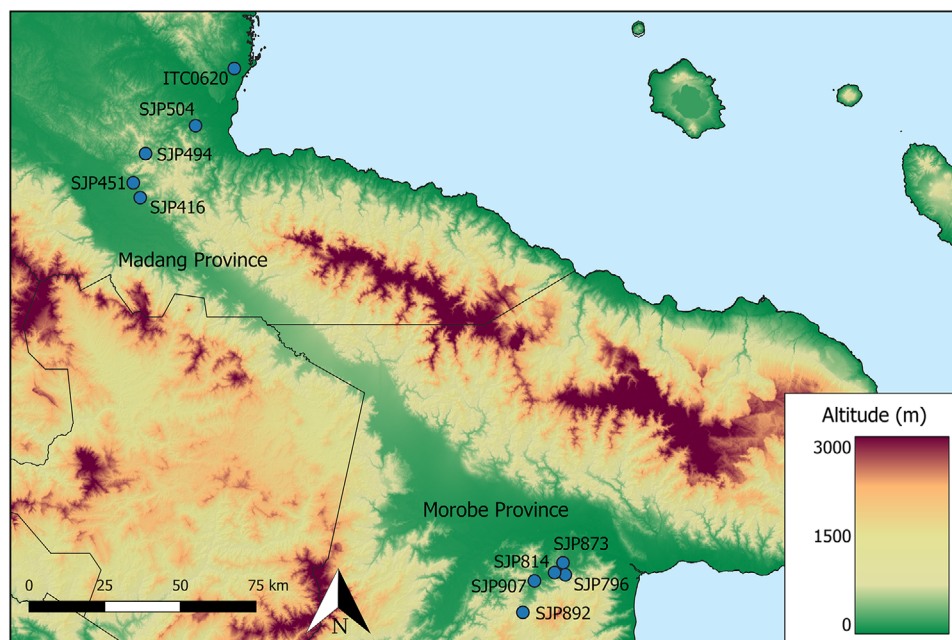 ITC0620
SJP504
SJP494
SJP451
SJP416
Madang Province
Altitude (m)
3000
1500
0
Morobe Province
SJP873
SJP814
SJP907
SJP796
SJP892
0 25 50 75 km
N